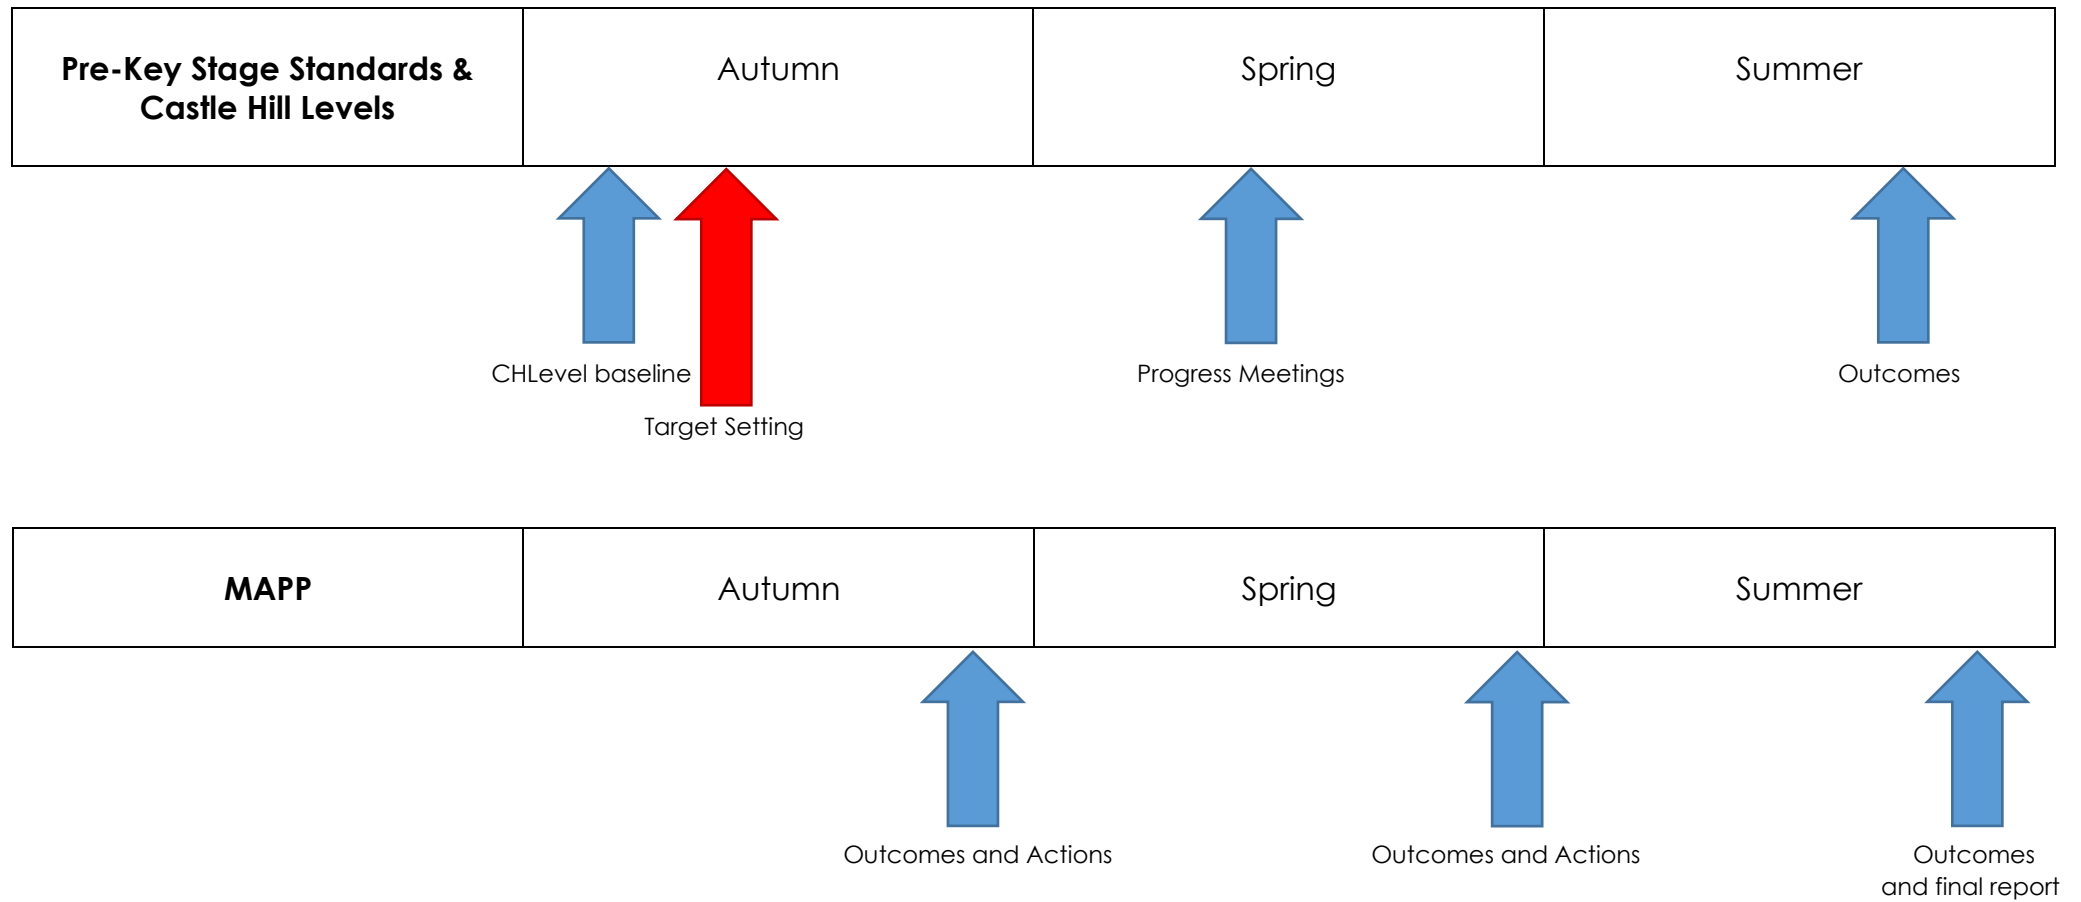 Pre-Key Stage Standards &
Castle Hill Levels
Autumn
Spring
Summer
CHLevel baseline
Progress Meetings
Outcomes
Target Setting
MAPP
Autumn
Spring
Summer
Outcomes and Actions
Outcomes and Actions
Outcomes
and final report